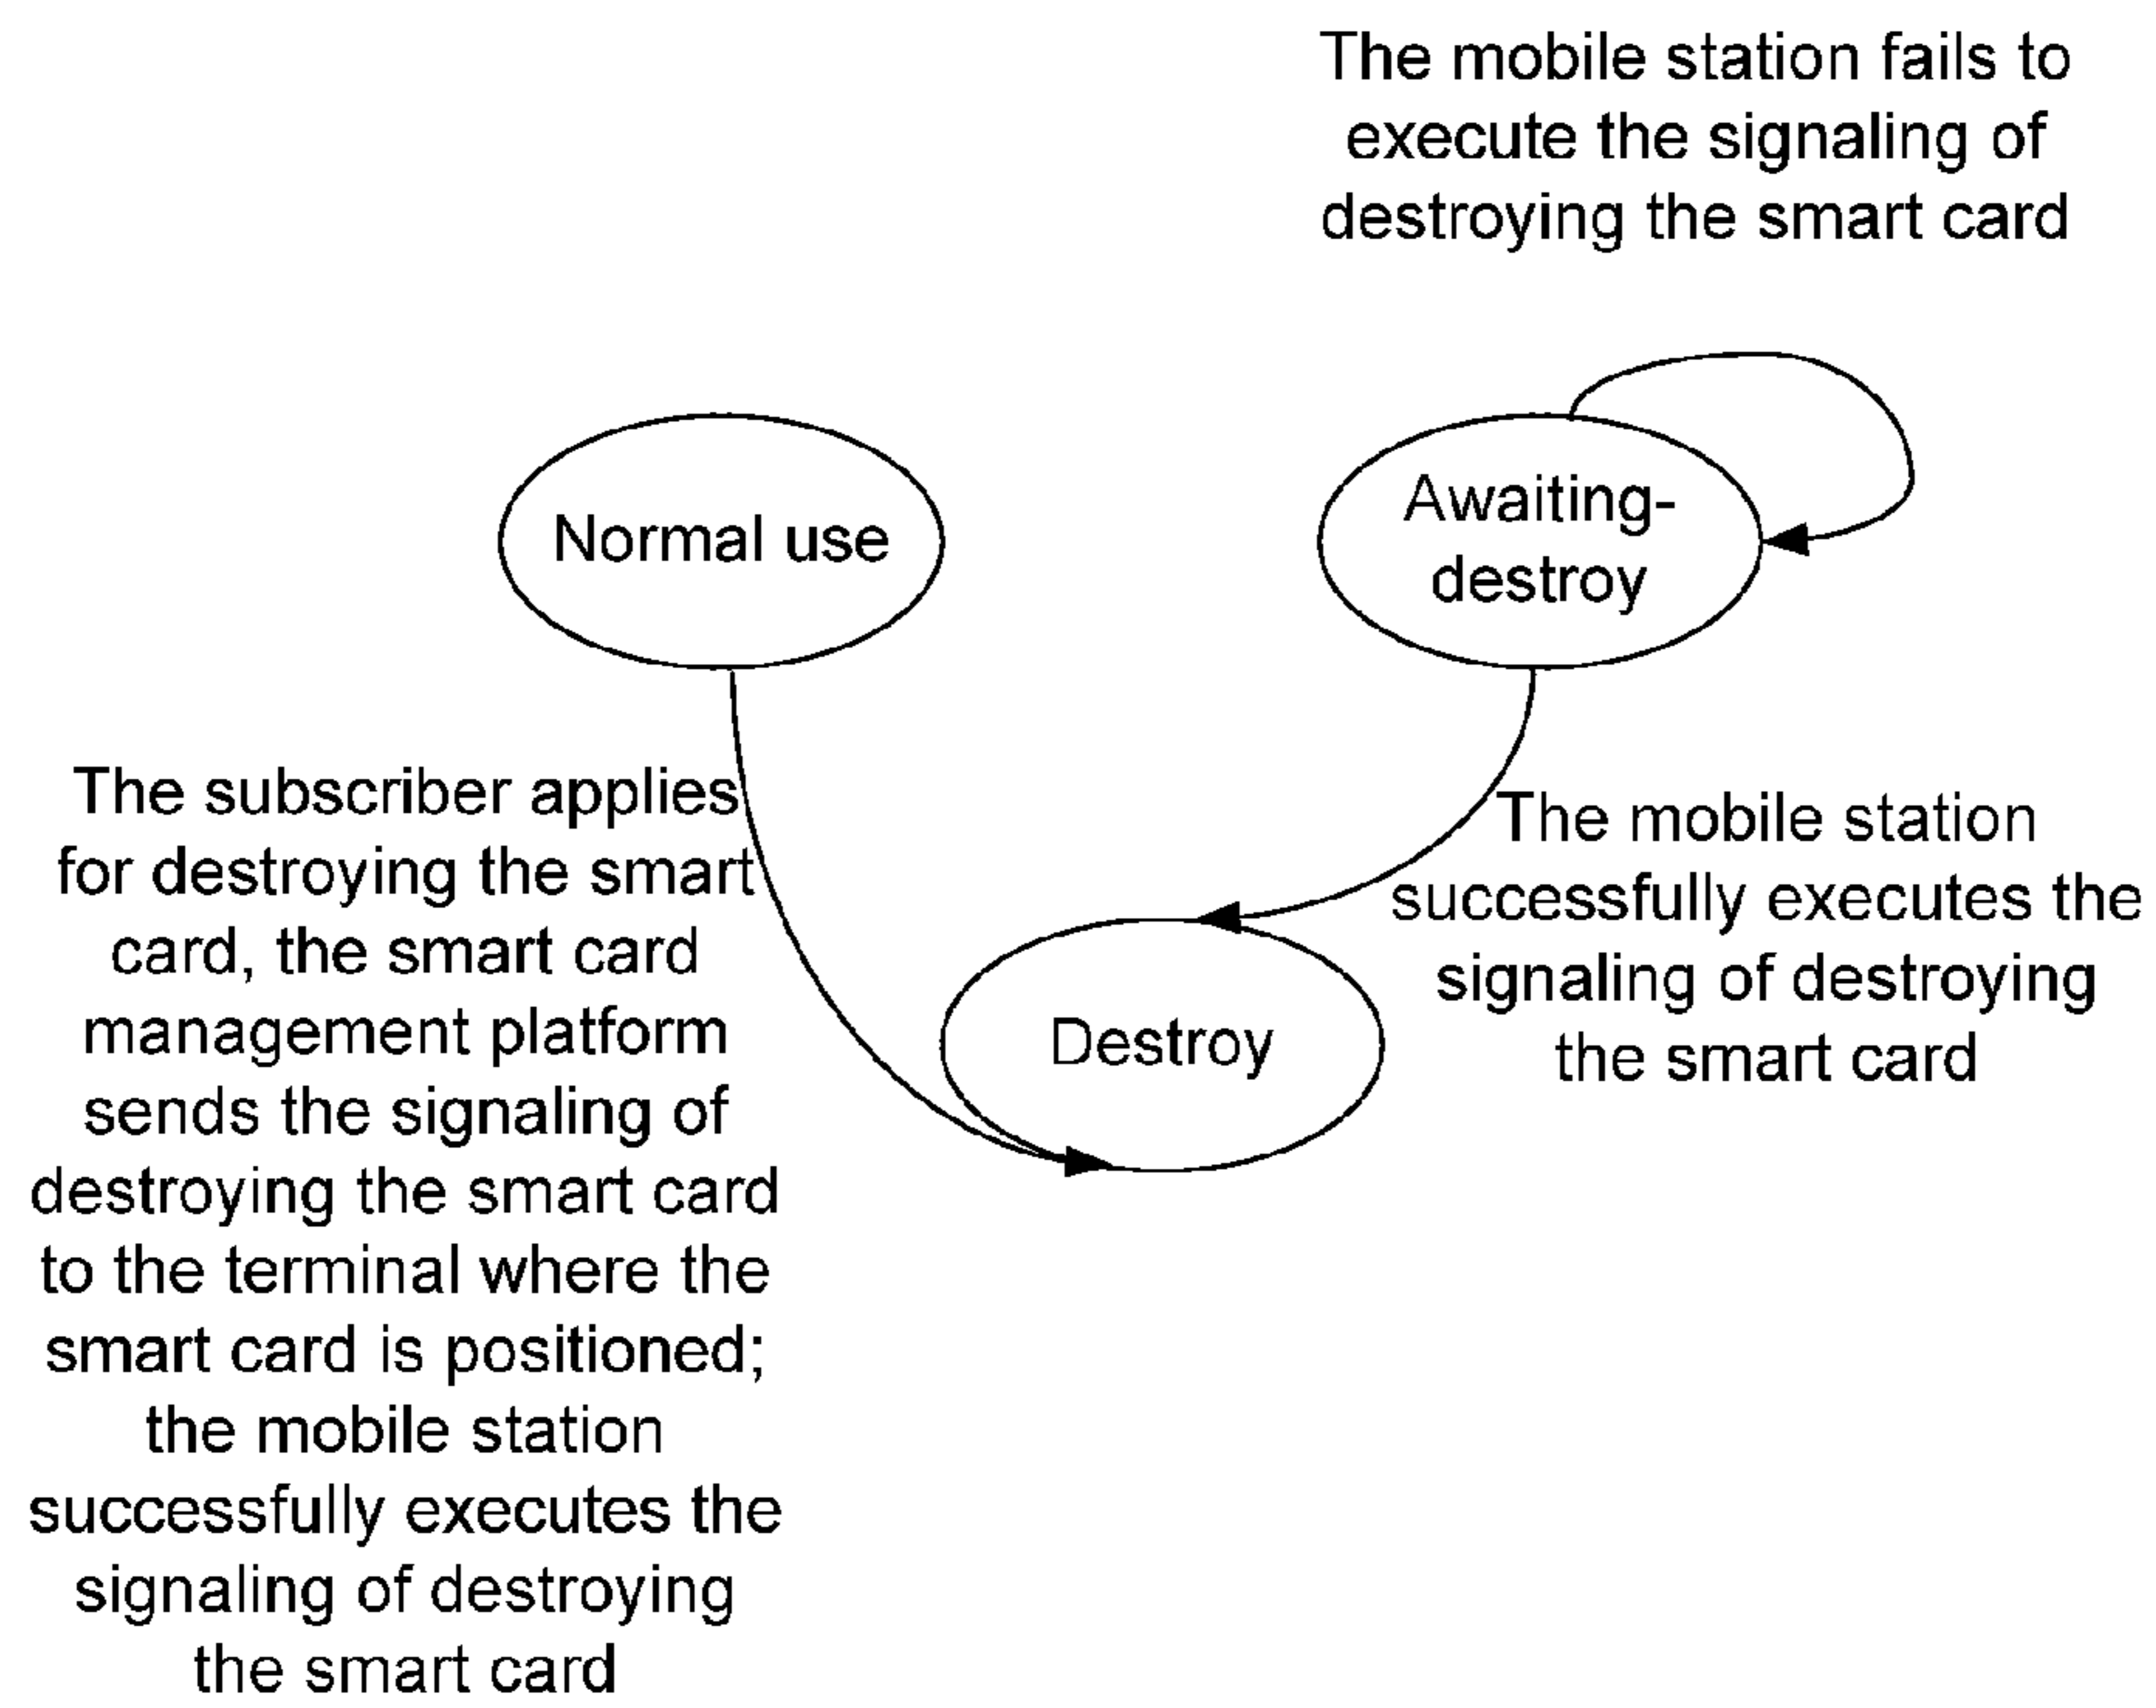 The mobile station fails to
execute the signaling of
destroying the smart card
Normal use
Awaiting-
destroy
The subscriber applies
for destroying the smart
card, the smart card
management platform
sends the signaling of
destroying the smart card
to the terminal where the
smart card is positioned;
the mobile station
successfully executes the
signaling of destroying
the smart card
The mobile station
successfully executes the
signaling of destroying
the smart card
Destroy